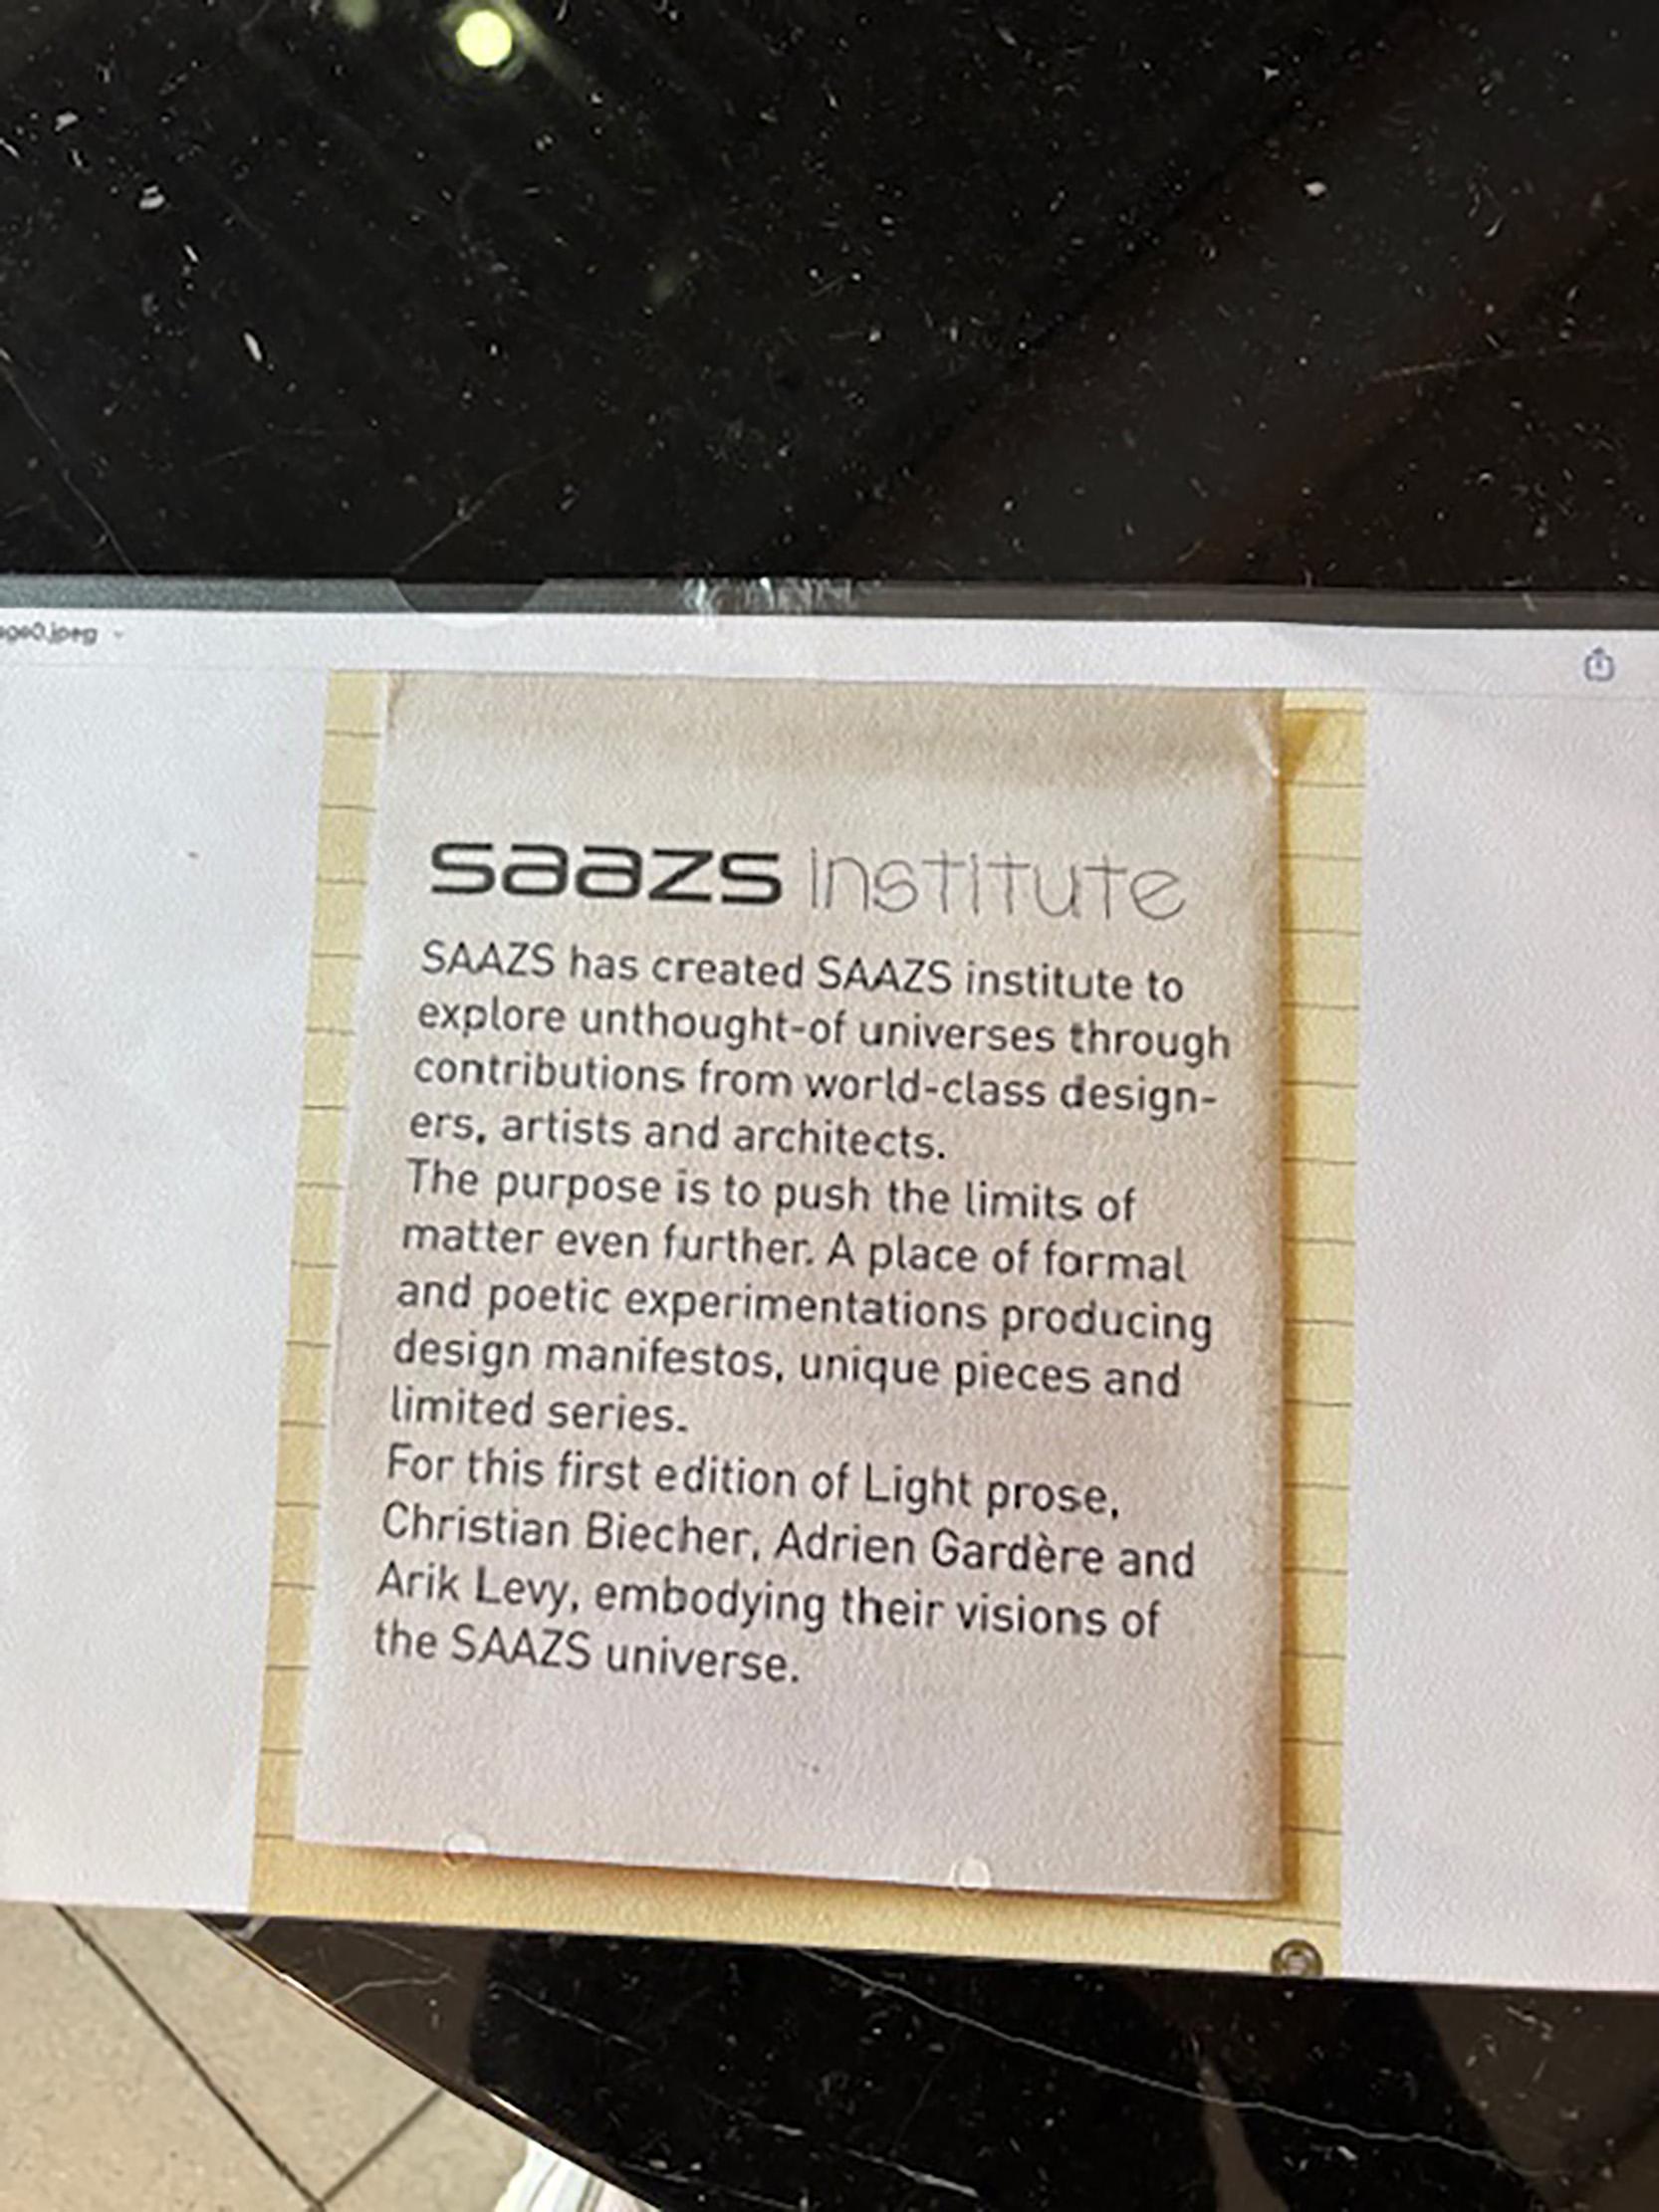 saazs institute
SAAZS has created SAAZS institute to
explore unthought-of universes through
contributions from world-class design-
ers, artists and architects.
The purpose is to push the limits of
matter even further. A place of formal
and poetic experimentations producing
design manifestos, unique pieces and
limited series.
For this first edition of Light prose,
Christian Biecher, Adrien Gardère and
Arik Levy, embodying their visions of
the SAAZS universe.